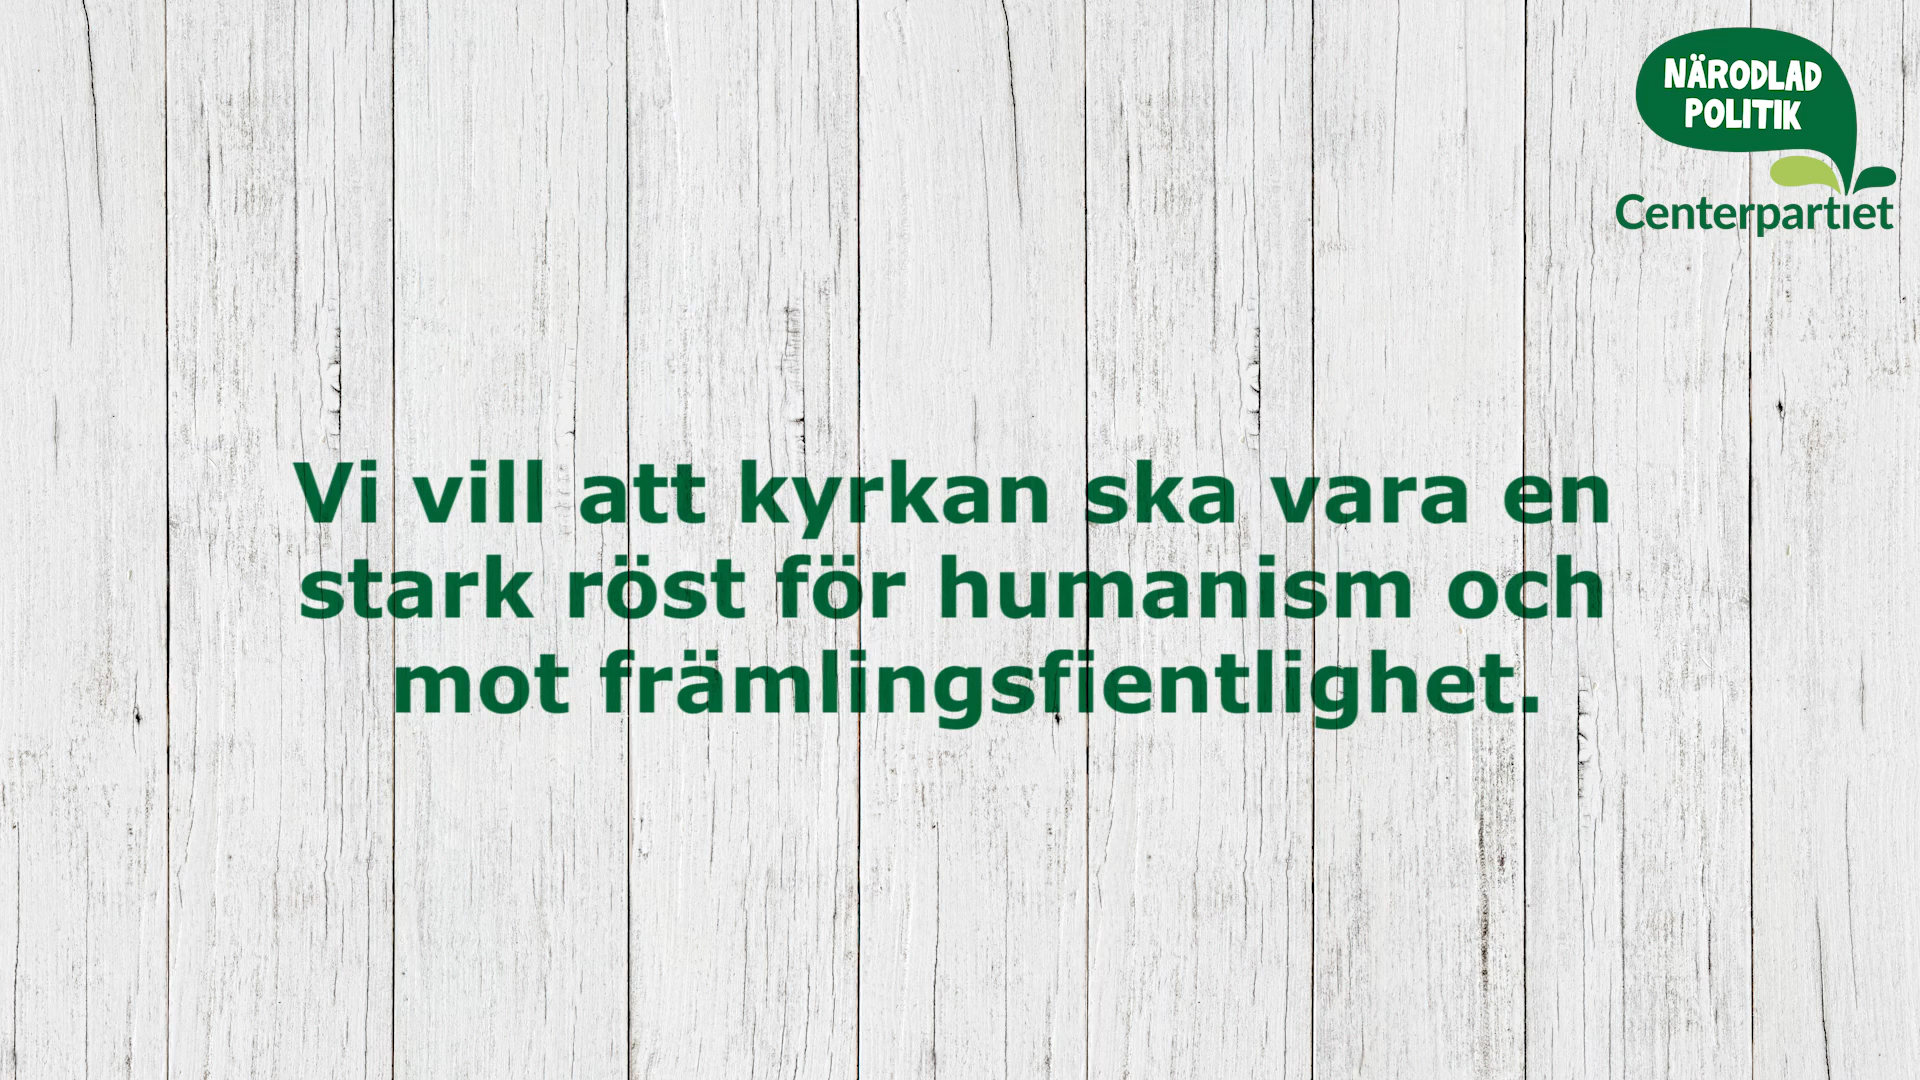 NÄRODLAD
POLITIK
Centerpartiet
Vi vill att kyrkan ska vara en
stark röst för humanism och
mot främlingsfientlighet.